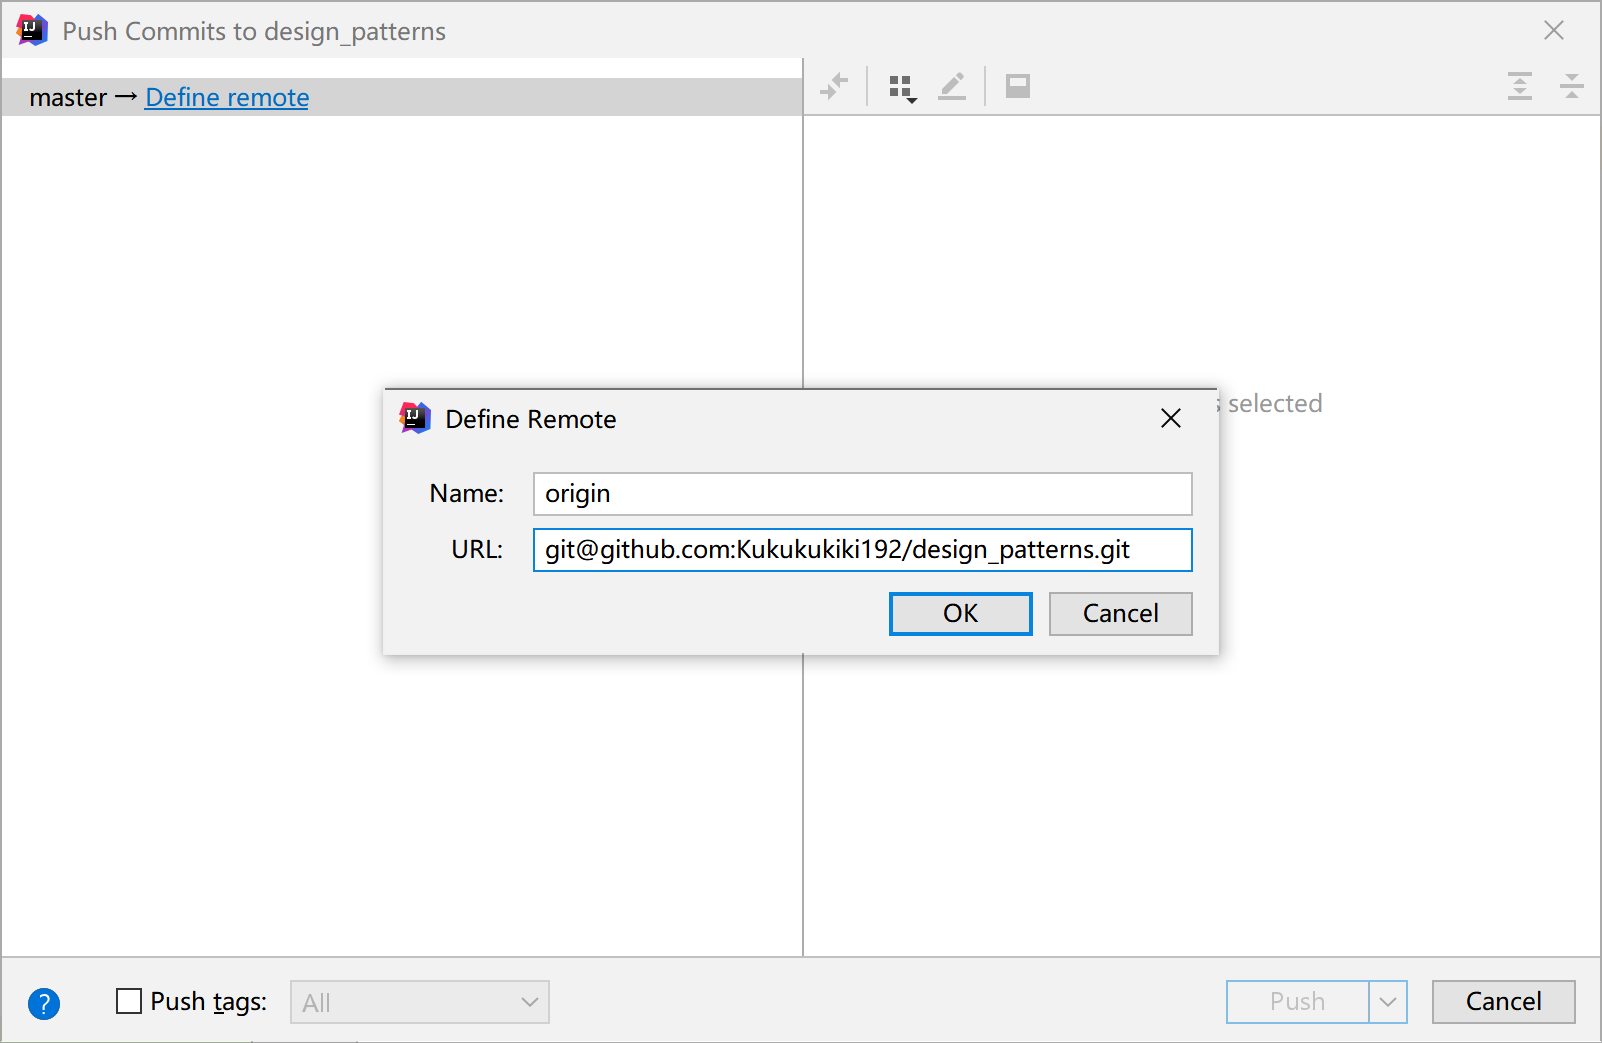 Push Commits to design_patterns
master → Define remote
selected
Define Remote
Name: origin
URL: git@github.com:Kukukukiki192/design_patterns.git
OK Cancel
? Push tags: All Push Cancel